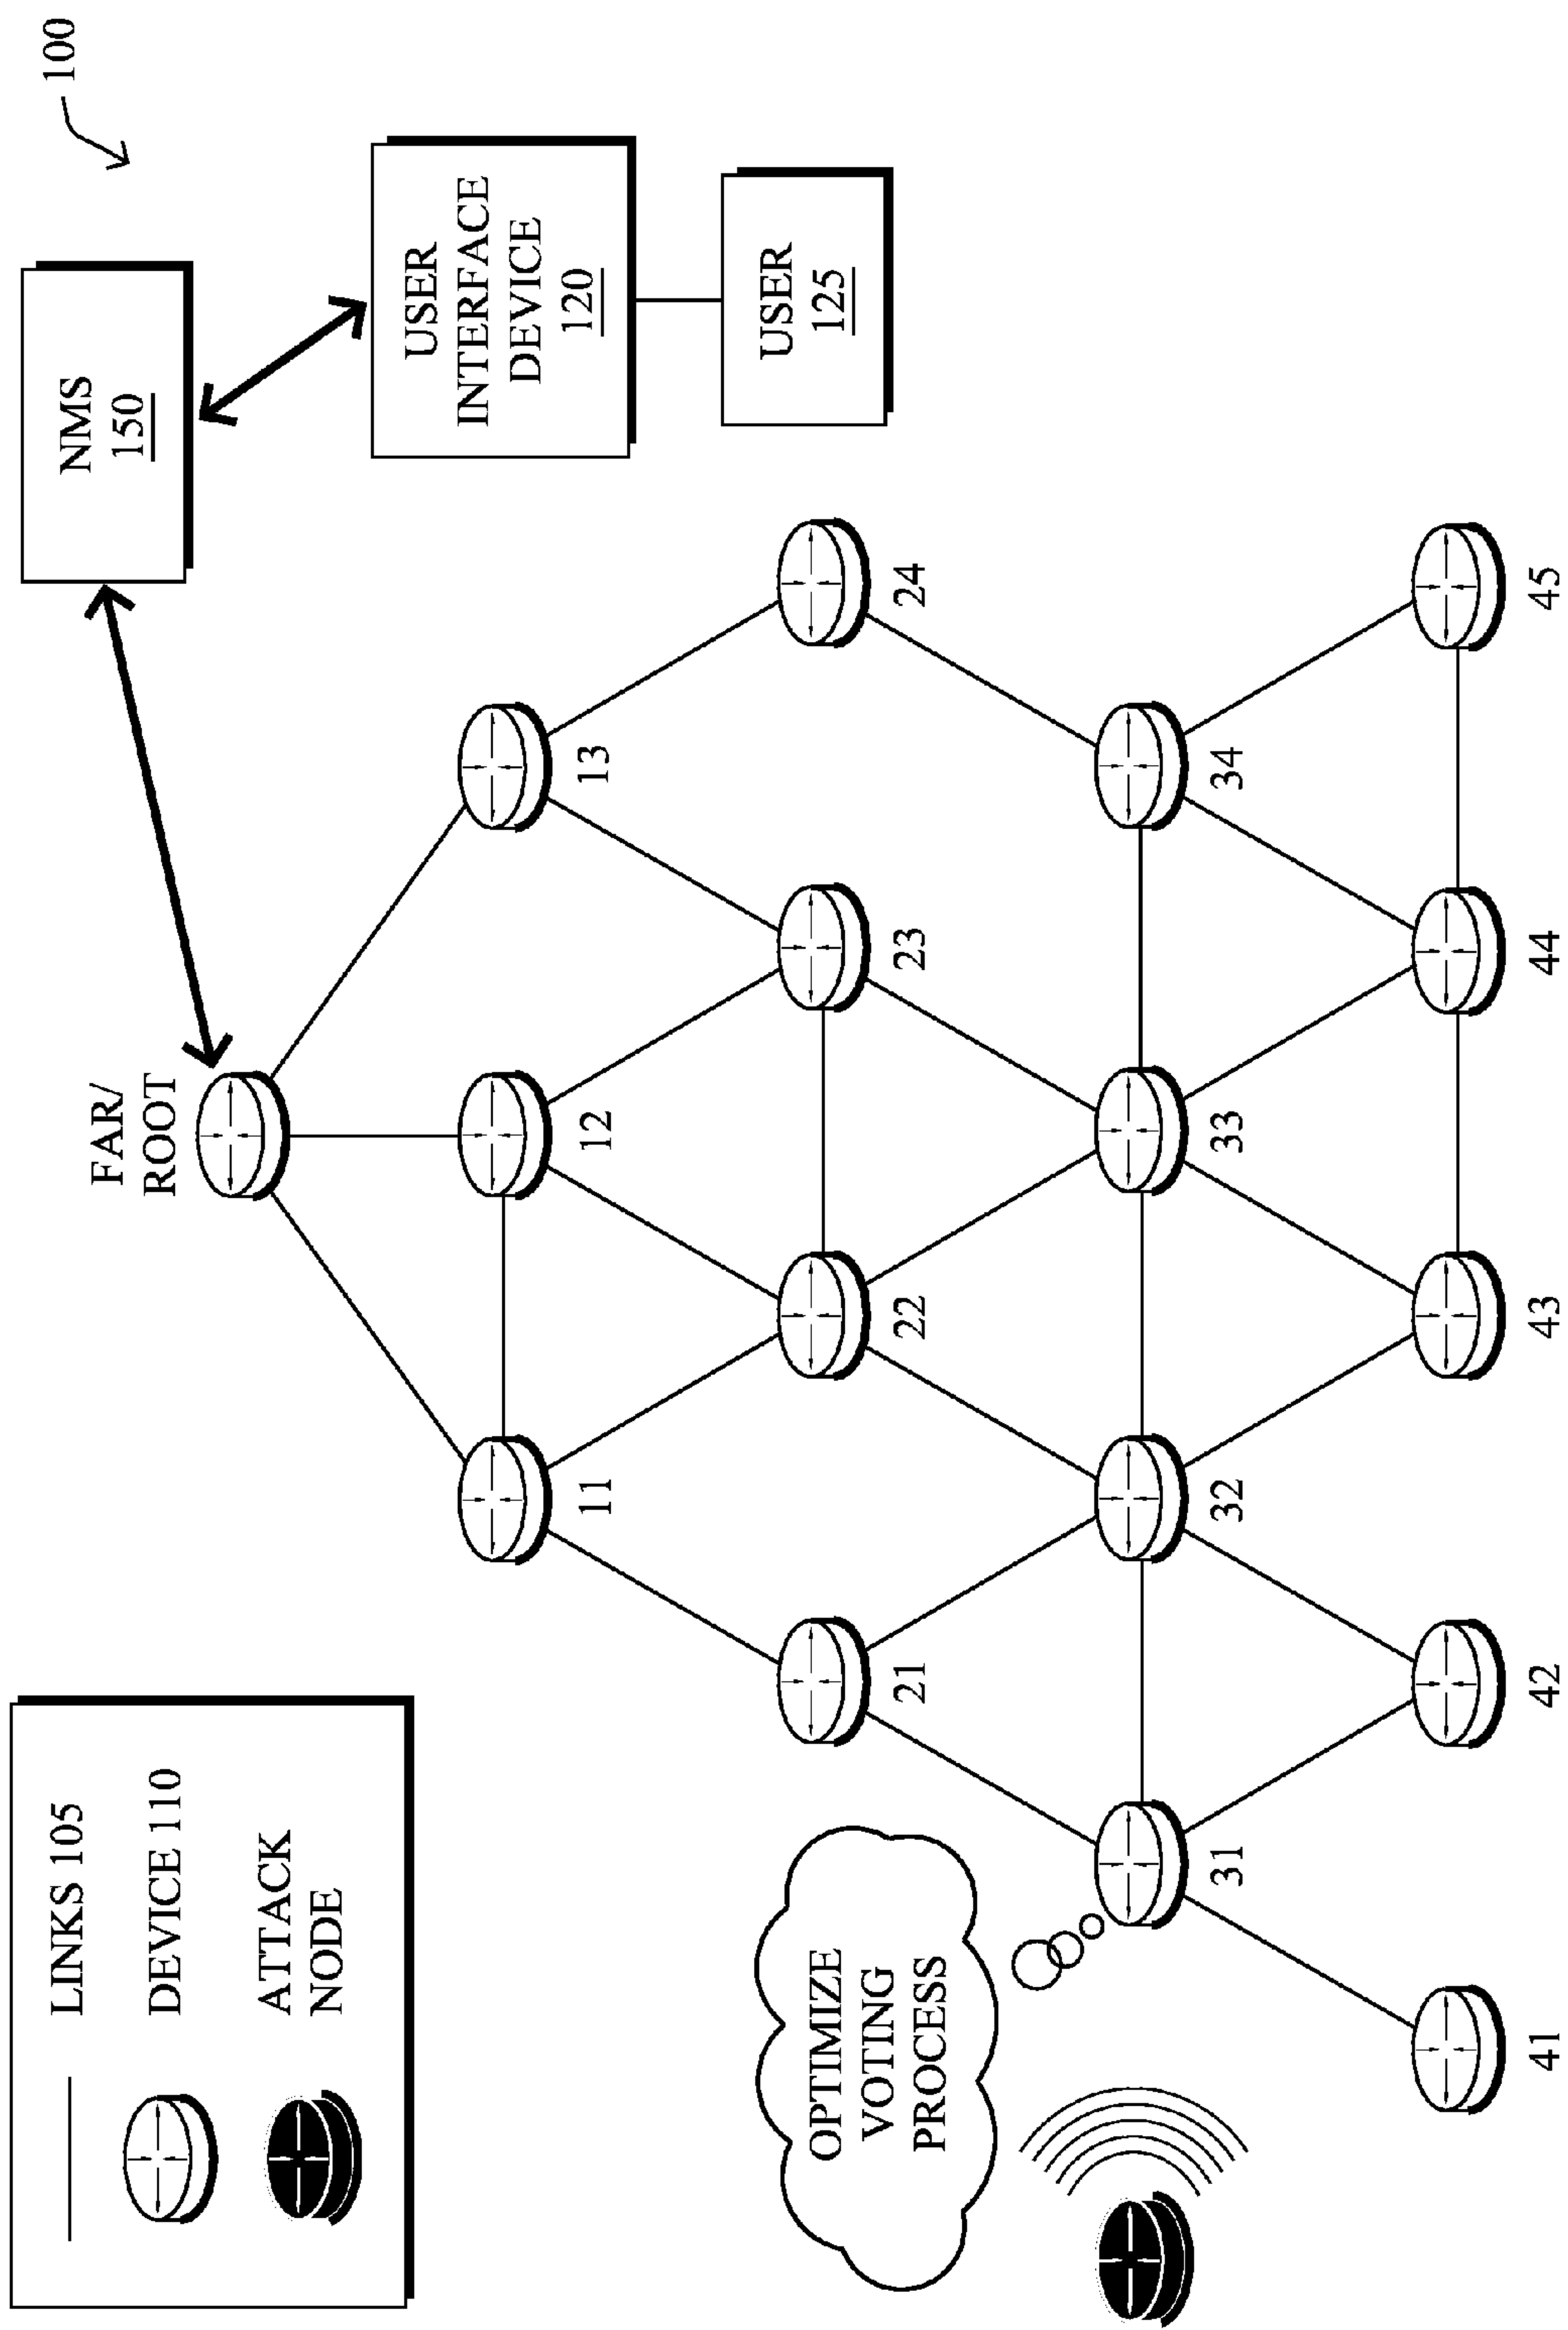 100
NMS
150
USER
INTERFACE
DEVICE
120
USER
125
FAR/
ROOT
LINKS 105
DEVICE 110
ATTACK
NODE
11
12
13
21
22
23
24
OPTIMIZE
VOTING
PROCESS
31
32
33
34
41
42
43
44
45